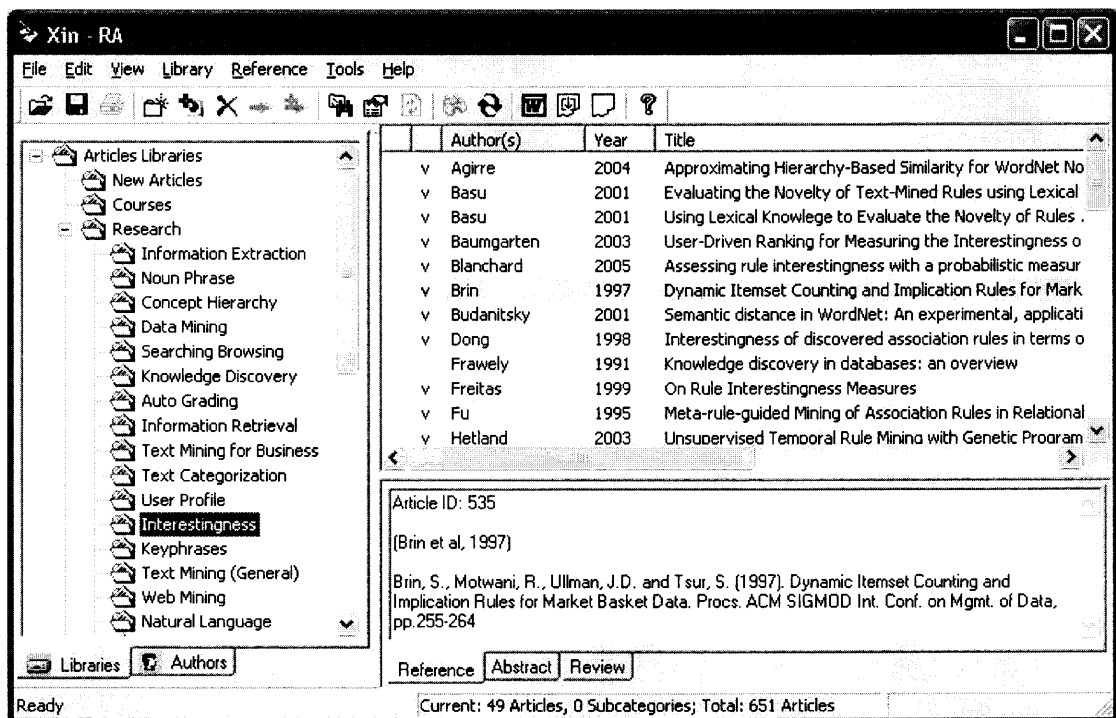 Xin - RA
File Edit View Library Reference Tools Help
Articles Libraries
New Articles
Courses
Research
Information Extraction
Noun Phrase
Concept Hierarchy
Data Mining
Searching Browsing
Knowledge Discovery
Auto Grading
Information Retrieval
Text Mining for Business
Text Categorization
User Profile
Interestingness
Keyphrases
Text Mining (General)
Web Mining
Natural Language
Libraries Authors
Author(s) Year Title
v Agirre 2004 Approximating Hierarchy-Based Similarity for WordNet No
v Basu 2001 Evaluating the Novelty of Text-Mined Rules using Lexical
v Basu 2001 Using Lexical Knowlege to Evaluate the Novelty of Rules .
v Baumgarten 2003 User-Driven Ranking for Measuring the Interestingness o
v Blanchard 2005 Assessing rule interestingness with a probabilistic measur
v Brin 1997 Dynamic Itemset Counting and Implication Rules for Mark
v Budanitsky 2001 Semantic distance in WordNet: An experimental, applicati
v Dong 1998 Interestingness of discovered association rules in terms o
Frawely 1991 Knowledge discovery in databases: an overview
v Freitas 1999 On Rule Interestingness Measures
v Fu 1995 Meta-rule-guided Mining of Association Rules in Relational
v Hetland 2003 Unsupervised Temporal Rule Mining with Genetic Program
Article ID: 535
(Brin et al, 1997)
Brin, S., Motwani, R., Ullman, J.D. and Tsur, S. (1997). Dynamic Itemset Counting and
Implication Rules for Market Basket Data. Procs. ACM SIGMOD Int. Conf. on Mgmt. of Data,
pp.255-264
Reference Abstract Review
Ready Current: 49 Articles, 0 Subcategories; Total: 651 Articles